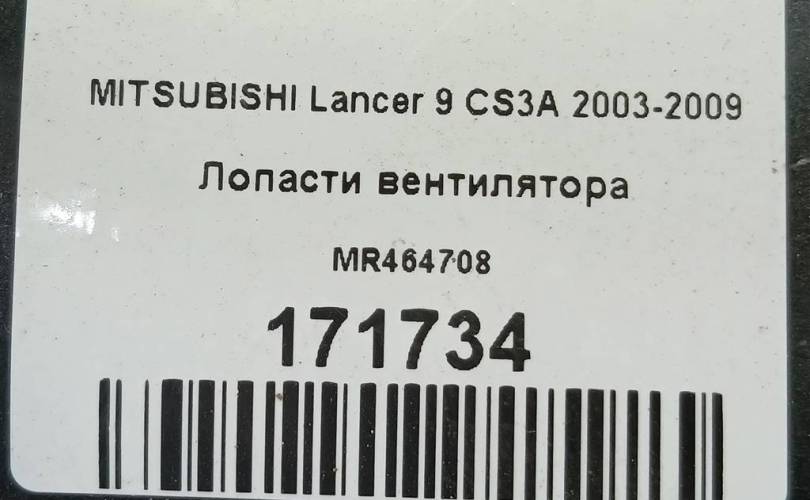 MITSUBISHI Lancer 9 CS3A 2003-2009
Лопасти вентилятора
MR464708
171734